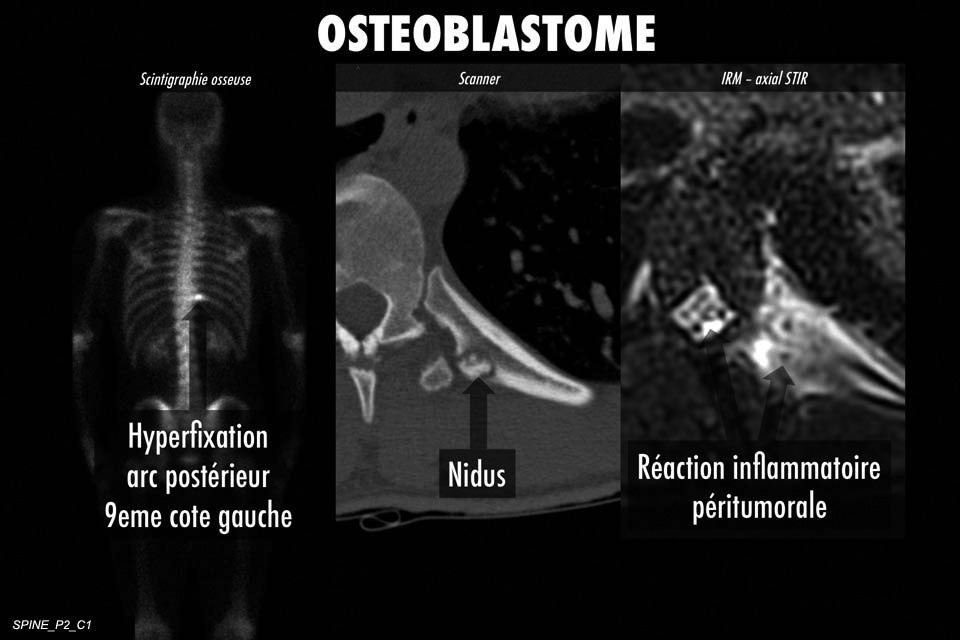 OSTEOBLASTOME
Scintigraphie osseuse
Scanner
IRM – axial STIR
Hyperfixation
arc postérieur
9eme cote gauche
Nidus
Réaction inflammatoire
péritumorale
SPINE_P2_C1